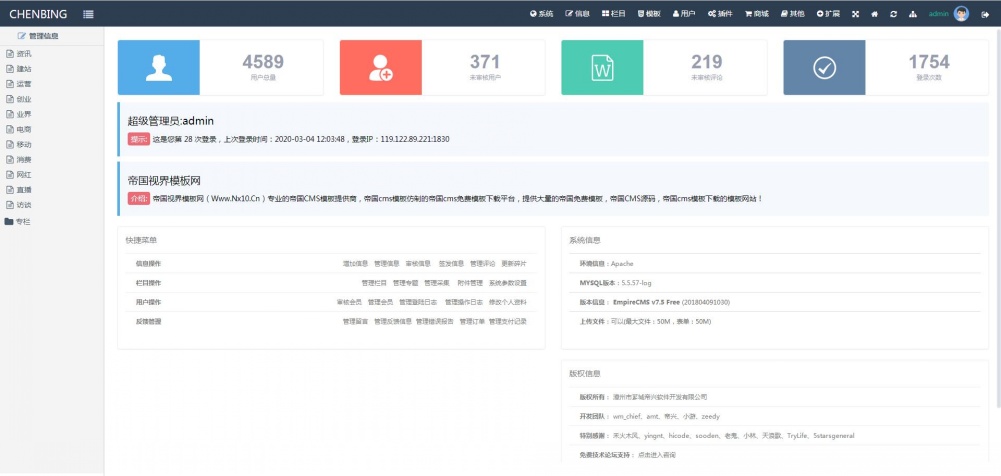 CHENBING
系统 信息 栏目 模板 用户 插件 商城 其他 扩展 admin
管理信息
资讯
建站
运营
创业
业界
电商
移动
消费
网红
直播
访谈
专栏
4589
用户总量
371
未审核用户
219
未审核评论
1754
登录次数
超级管理员:admin
提示: 这是您第 28 次登录，上次登录时间：2020-03-04 12:03:48，登录IP：119.122.89.221:1830
帝国视界模板网
介绍: 帝国视界模板网（Www.Nx10.Cn）专业的帝国CMS模板提供商，帝国cms模板仿制的帝国cms免费模板下载平台，提供大量的帝国免费模板，帝国CMS源码，帝国cms模板下载的模板网站！
快捷菜单
信息操作 增加信息 管理信息 审核信息 签发信息 管理评论 更新碎片
栏目操作 管理栏目 管理专题 管理采集 附件管理 系统参数设置
用户操作 审核会员 管理会员 管理登陆日志 管理操作日志 修改个人资料
反馈管理 管理留言 管理反馈信息 管理错误报告 管理订单 管理支付记录
系统信息
环境信息：Apache
MYSQL版本：5.5.57-log
版本信息： EmpireCMS v7.5 Free (201804091030)
上传文件：可以(最大文件：50M，表单：50M)
版权信息
版权所有： 漳州市芗城帝兴软件开发有限公司
开发团队： wm_chief、amt、帝兴、小游、zeedy
特别感谢： 禾火木风、yingnt、hicode、sooden、老鬼、小林、天浪歌、TryLife、5starsgeneral
免费技术论坛支持： 点击进入咨询